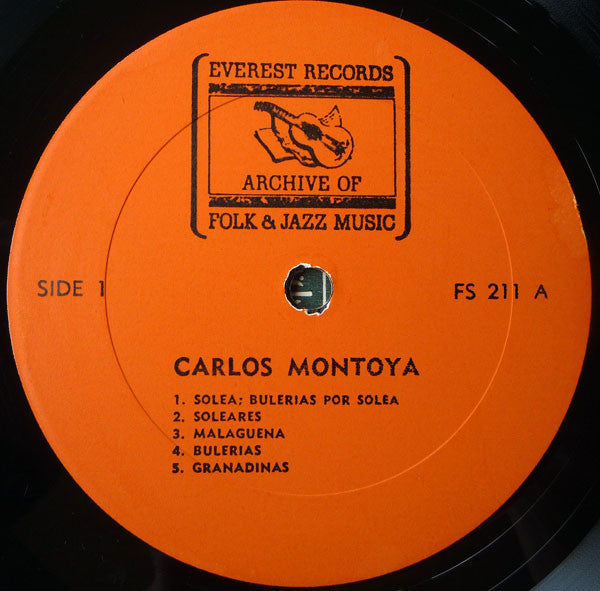 EVEREST RECORDS
ARCHIVE OF
FOLK & JAZZ MUSIC
SIDE 1
FS 211 A
CARLOS MONTOYA
1. SOLEA; BULERIAS POR SOLEA
2. SOLEARES
3. MALAGUENA
4. BULERIAS
5. GRANADINAS